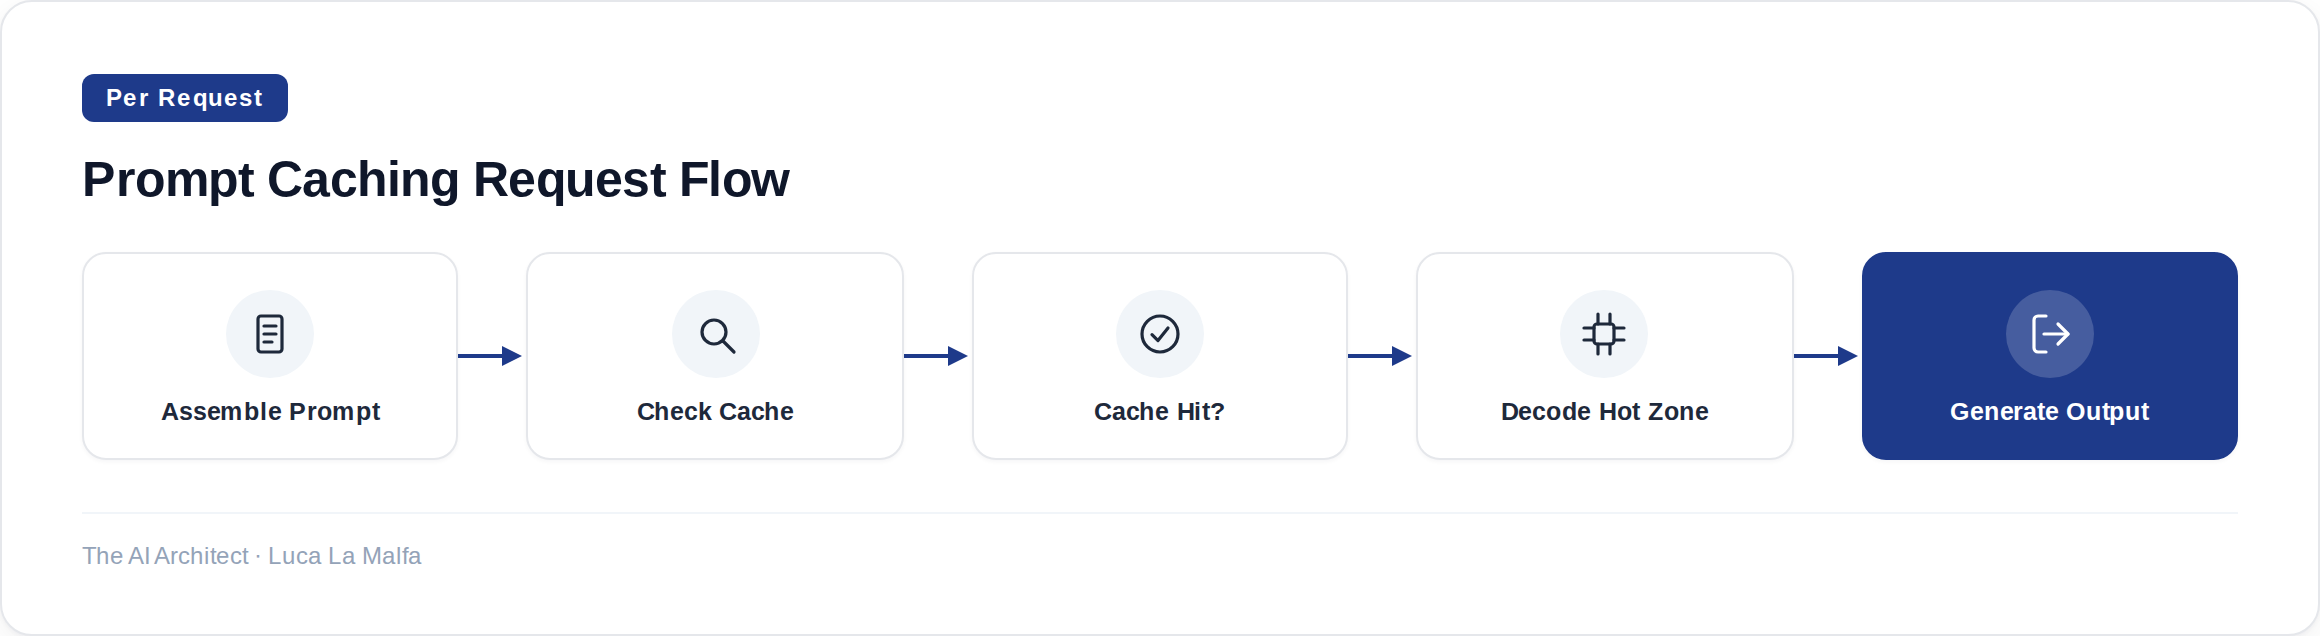 Per Request
Prompt Caching Request Flow
Assemble Prompt
Check Cache
Cache Hit?
Decode Hot Zone
Generate Output
The AI Architect · Luca La Malfa